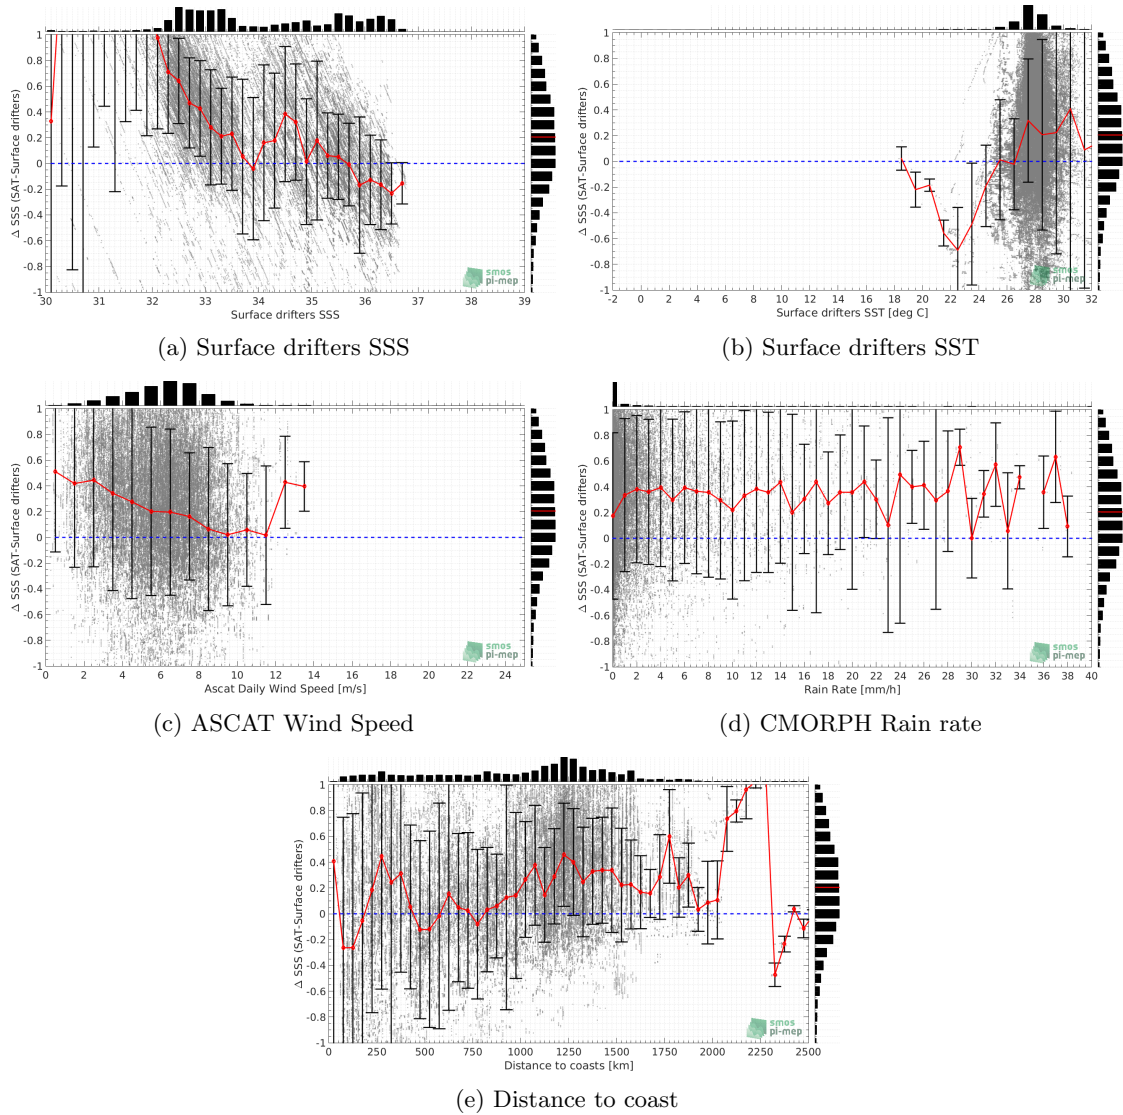 1
0.8
0.6
0.4
0.2
0
-0.2
-0.4
-0.6
-0.8
-1
Δ SSS (SAT-Surface drifters)
30 31 32 33 34 35 36 37 38 39
Surface drifters SSS
smos
pi-mep
(a) Surface drifters SSS
1
0.8
0.6
0.4
0.2
0
-0.2
-0.4
-0.6
-0.8
-1
Δ SSS (SAT-Surface drifters)
-2 0 2 4 6 8 10 12 14 16 18 20 22 24 26 28 30 32
Surface drifters SST [deg C]
smos
pi-mep
(b) Surface drifters SST
1
0.8
0.6
0.4
0.2
0
-0.2
-0.4
-0.6
-0.8
-1
Δ SSS (SAT-Surface drifters)
0 2 4 6 8 10 12 14 16 18 20 22 24
Ascat Daily Wind Speed [m/s]
smos
pi-mep
(c) ASCAT Wind Speed
1
0.8
0.6
0.4
0.2
0
-0.2
-0.4
-0.6
-0.8
-1
Δ SSS (SAT-Surface drifters)
0 2 4 6 8 10 12 14 16 18 20 22 24 26 28 30 32 34 36 38 40
Rain Rate [mm/h]
smos
pi-mep
(d) CMORPH Rain rate
1
0.8
0.6
0.4
0.2
0
-0.2
-0.4
-0.6
-0.8
-1
Δ SSS (SAT-Surface drifters)
0 250 500 750 1000 1250 1500 1750 2000 2250 2500
Distance to coasts [km]
smos
pi-mep
(e) Distance to coast